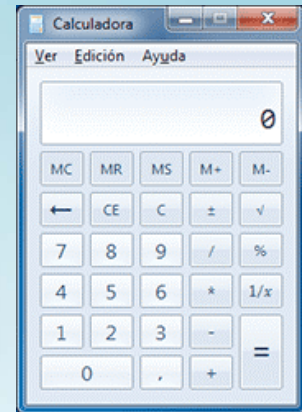 Calculadora
Ver Edición Ayuda
0
MC MR MS M+ M-
← CE C ± √
7 8 9 / %
4 5 6 * 1/x
1 2 3 - =
0 , +